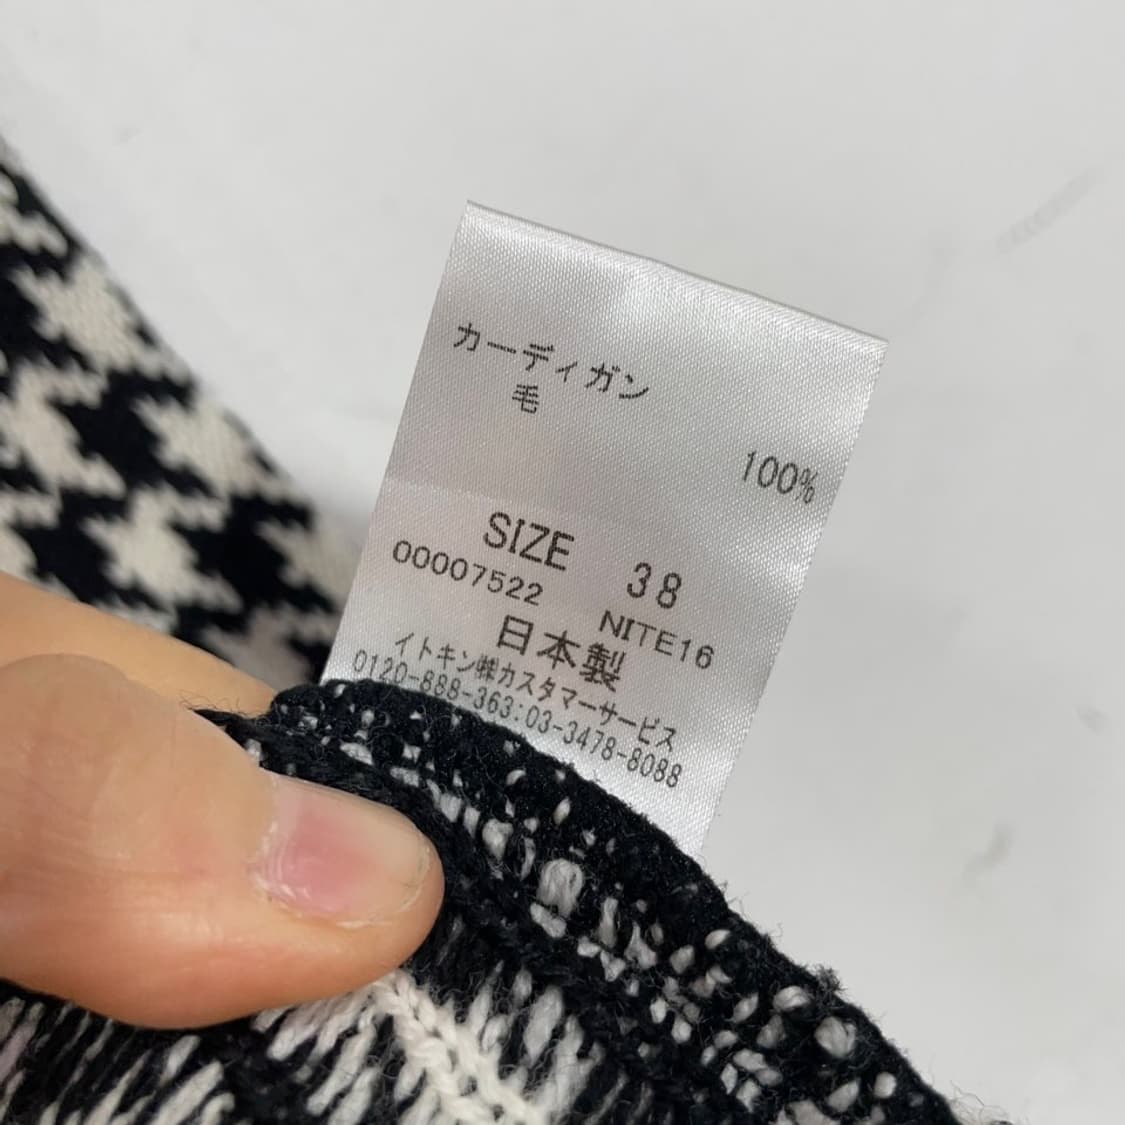 カーディガン
毛
100%
SIZE 38
00007522 NITE16
日本製
イトキン㈱カスタマーサービス
0120-888-363:03-3478-8088